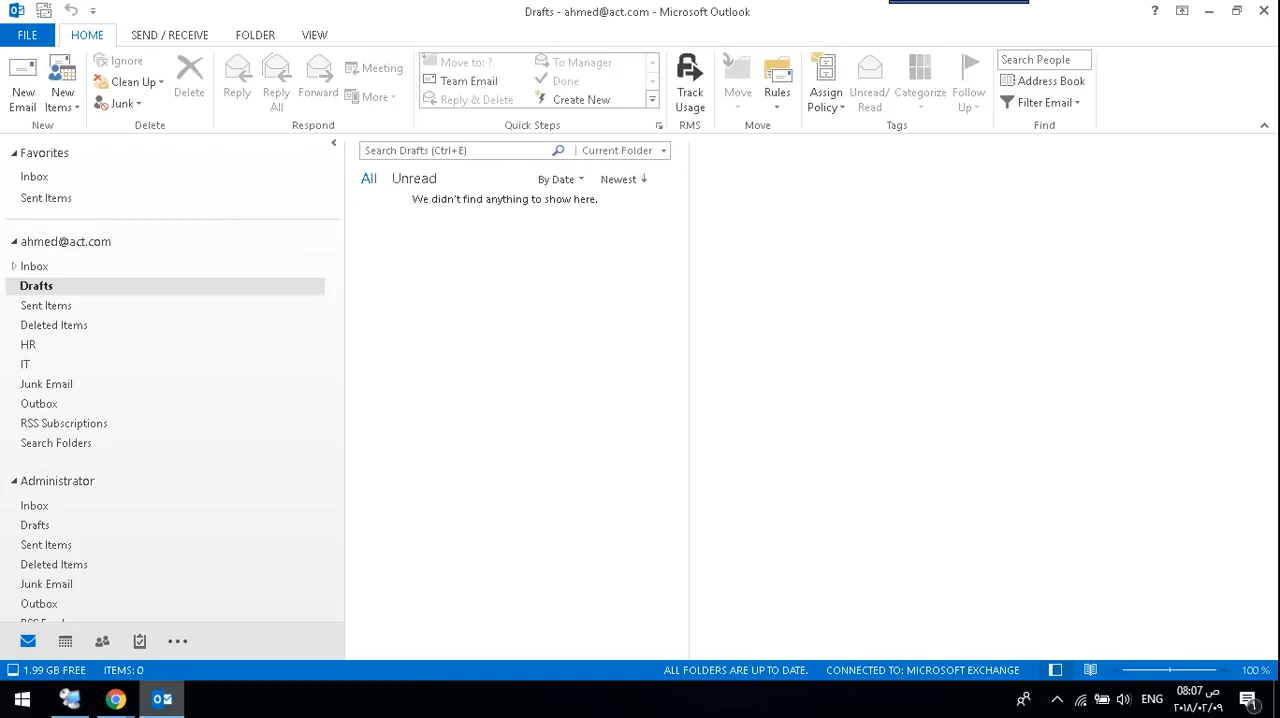 Drafts - ahmed@act.com - Microsoft Outlook
?
FILE
HOME
SEND / RECEIVE
FOLDER
VIEW
New Email
New Items
Ignore
Clean Up
Junk
Delete
Reply
Reply All
Forward
Meeting
More
Move to: ?
Team Email
Reply & Delete
To Manager
Done
Create New
Track Usage
Move
Rules
Assign Policy
Unread/ Read
Categorize
Follow Up
Search People
Address Book
Filter Email
New
Delete
Respond
Quick Steps
RMS
Move
Tags
Find
Favorites
Inbox
Sent Items
ahmed@act.com
Inbox
Drafts
Sent Items
Deleted Items
HR
IT
Junk Email
Outbox
RSS Subscriptions
Search Folders
Administrator
Inbox
Drafts
Sent Items
Deleted Items
Junk Email
Outbox
Search Drafts (Ctrl+E)
Current Folder
All
Unread
By Date
Newest
We didn't find anything to show here.
1.99 GB FREE
ITEMS: 0
ALL FOLDERS ARE UP TO DATE.
CONNECTED TO: MICROSOFT EXCHANGE
100 %
ENG
08:07 ص
٢٠١٨/٠٢/٠٩
1